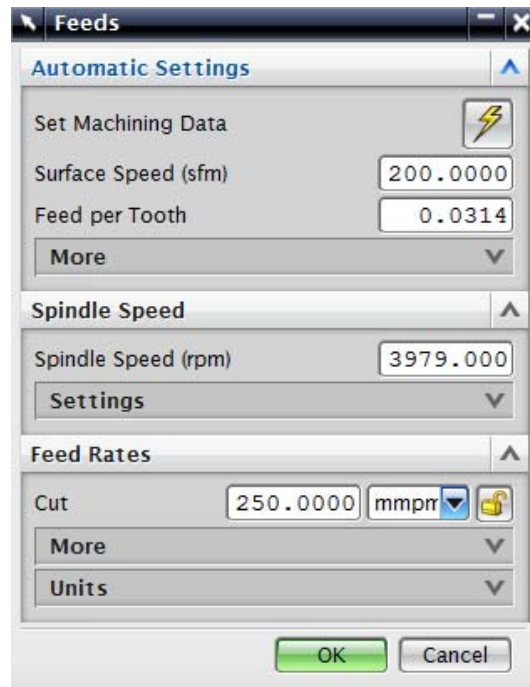 Feeds
Automatic Settings
Set Machining Data
Surface Speed (sfm) 200.0000
Feed per Tooth 0.0314
More
Spindle Speed
Spindle Speed (rpm) 3979.000
Settings
Feed Rates
Cut 250.0000 mmpm
More
Units
OK Cancel